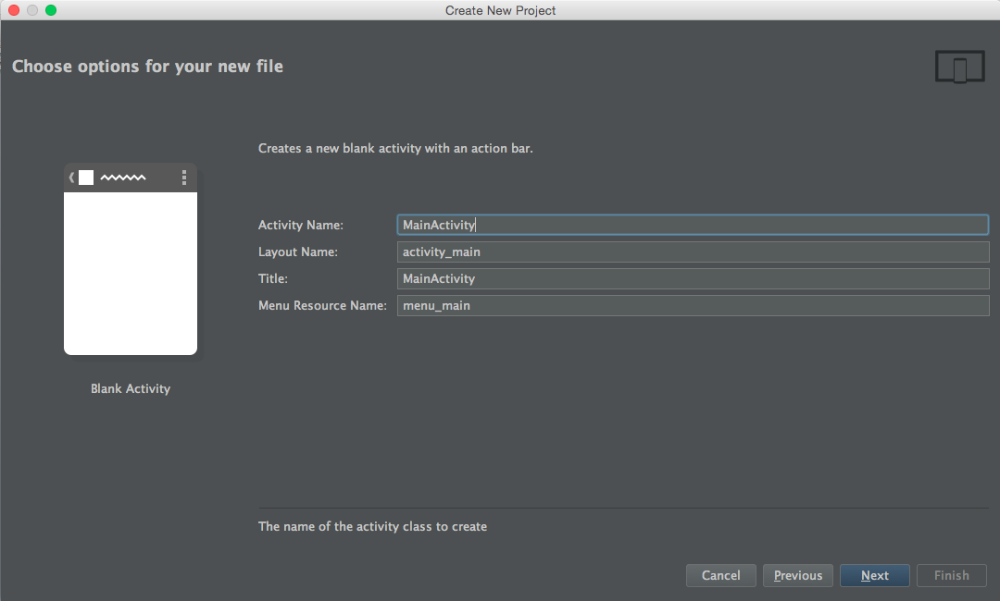 Create New Project
Choose options for your new file
Creates a new blank activity with an action bar.
Activity Name: MainActivity
Layout Name: activity_main
Title: MainActivity
Menu Resource Name: menu_main
Blank Activity
The name of the activity class to create
Cancel Previous Next Finish